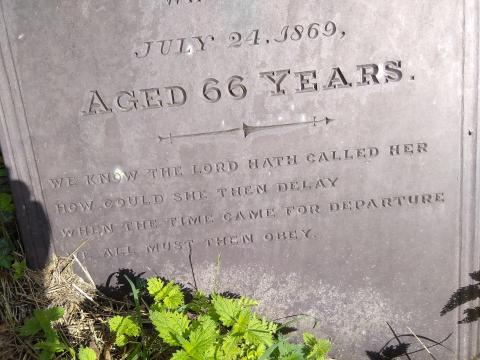 JULY 24. 1869,
AGED 66 YEARS.
WE KNOW THE LORD HATH CALLED HER
HOW COULD SHE THEN DELAY
WHEN THE TIME CAME FOR DEPARTURE
ALL MUST THEN OBEY.